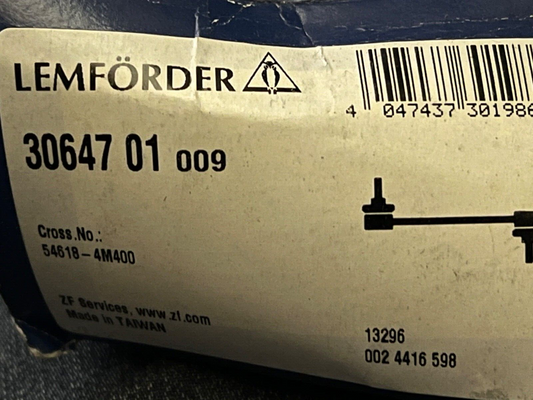 LEMFÖRDER
4 047437 301986
30647 01 009
Cross.No.:
54618-4M400
ZF Services, www.zf.com
Made in TAIWAN
13296
002 4416 598